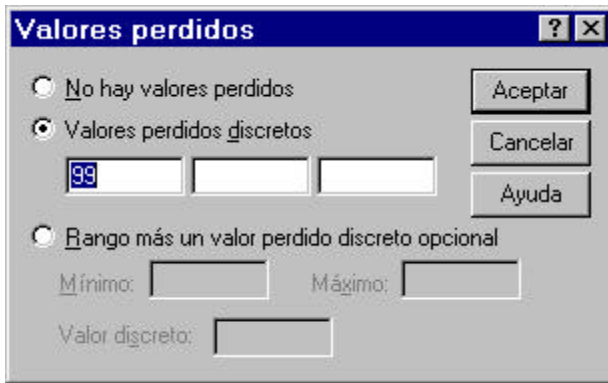 Valores perdidos
No hay valores perdidos
Aceptar
Valores perdidos discretos
Cancelar
99
Ayuda
Rango más un valor perdido discreto opcional
Mínimo: Máximo:
Valor discreto: